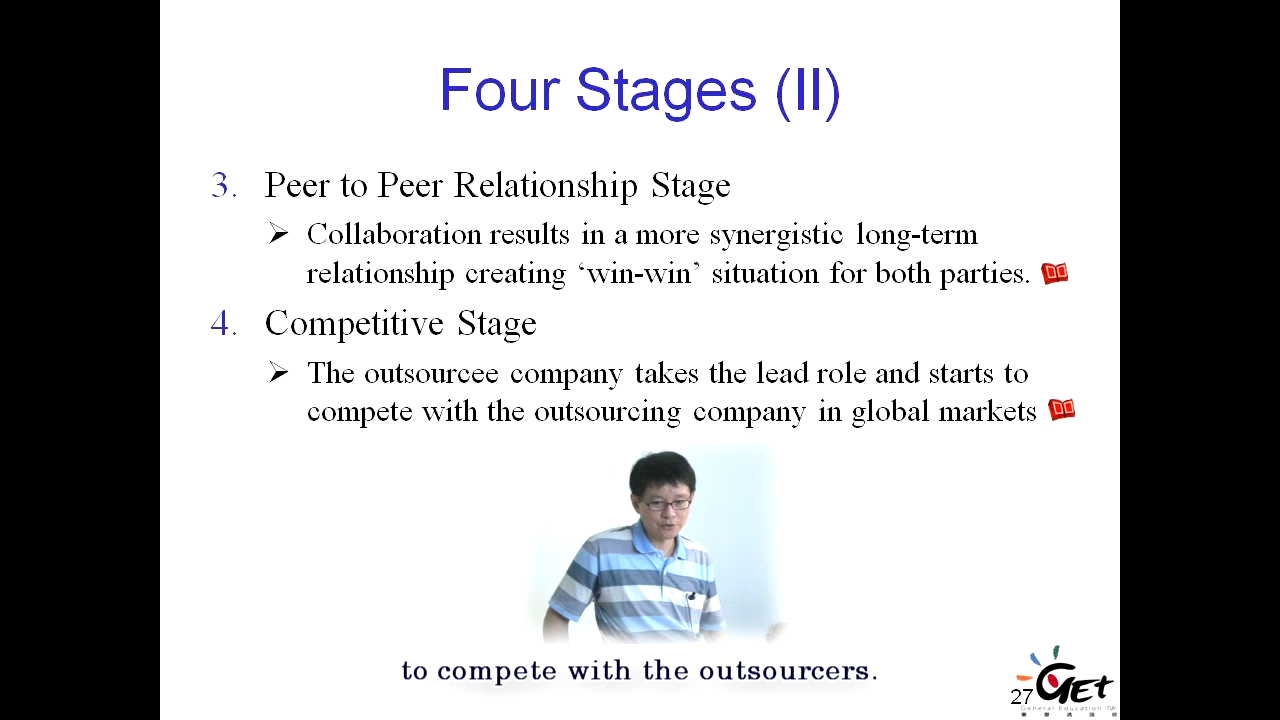 Four Stages (II)
3. Peer to Peer Relationship Stage
➢ Collaboration results in a more synergistic long-term
relationship creating ‘win-win’ situation for both parties.
4. Competitive Stage
➢ The outsourcee company takes the lead role and starts to
compete with the outsourcing company in global markets
to compete with the outsourcers.
27
GET
General Education TW